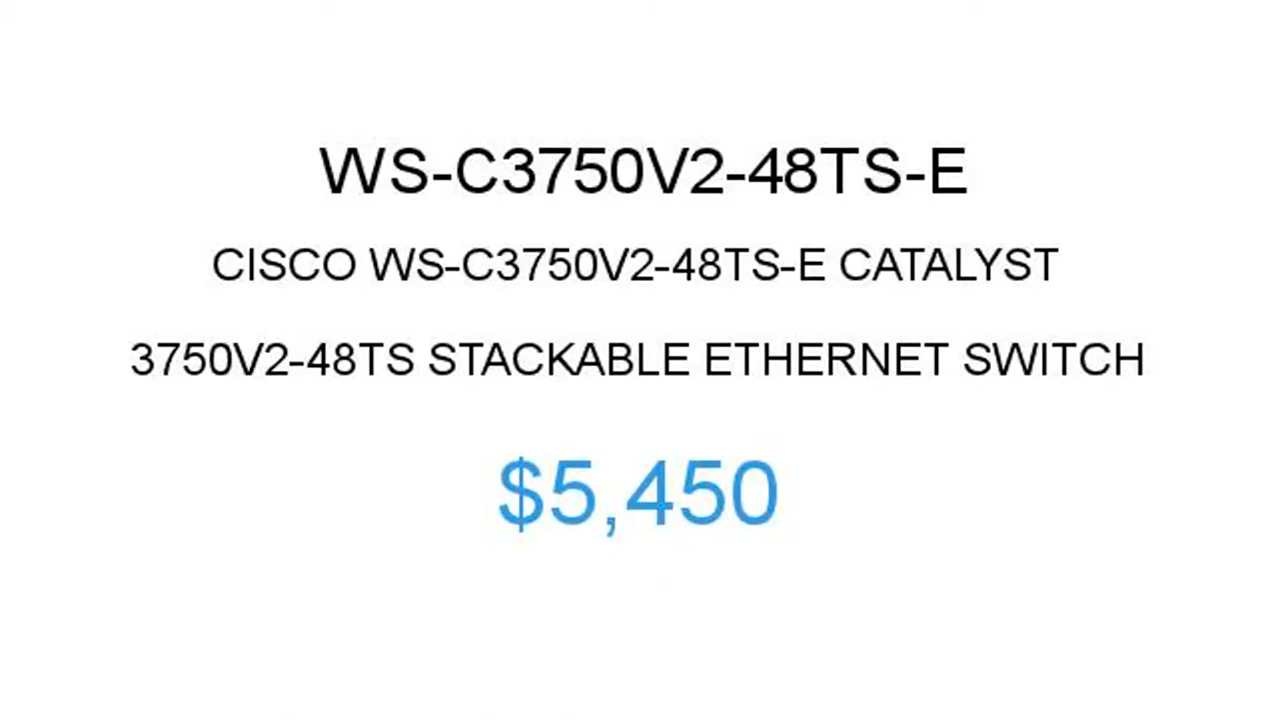 WS-C3750V2-48TS-E
CISCO WS-C3750V2-48TS-E CATALYST
3750V2-48TS STACKABLE ETHERNET SWITCH
$5,450